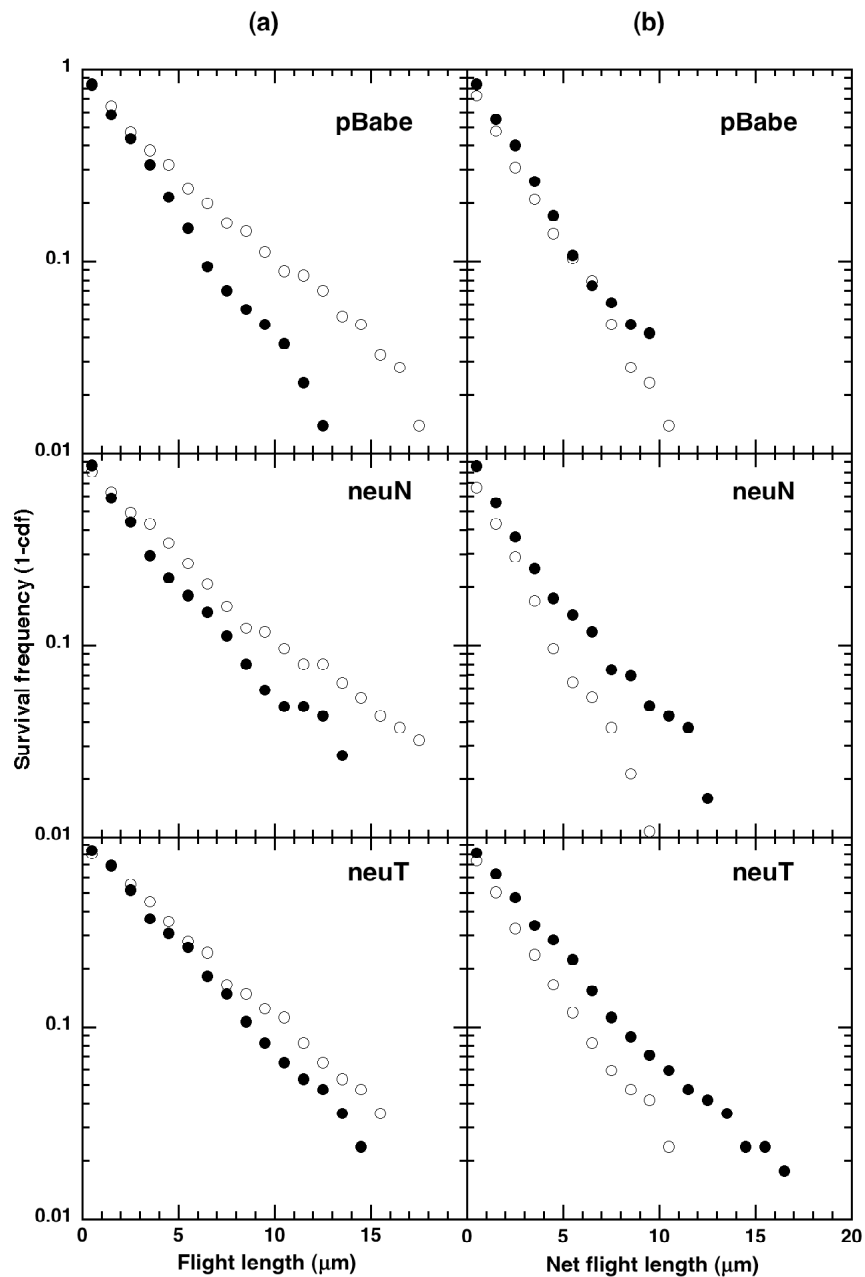 (a) (b)
1
pBabe pBabe
0.1
0.01
neuN neuN
Survival frequency (1-cdf)
0.1
0.01
neuT neuT
0.1
0.01
0 5 10 15 0 5 10 15 20
Flight length (μm) Net flight length (μm)